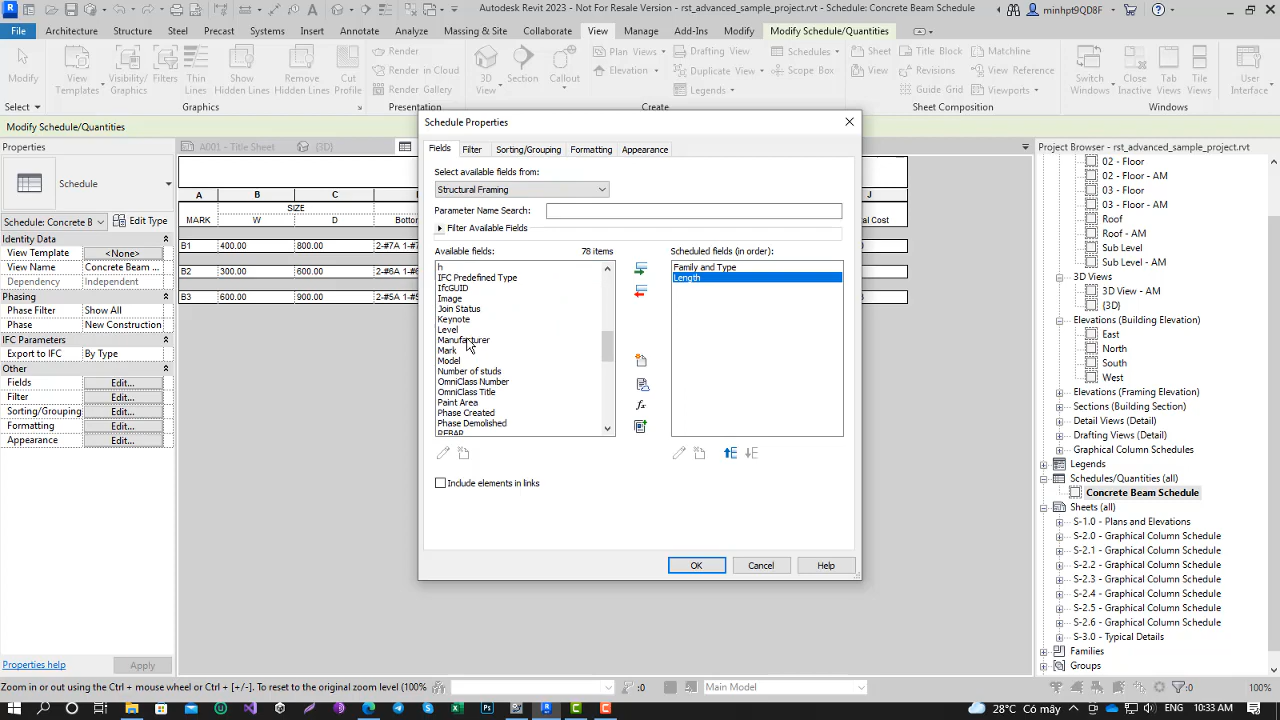 Autodesk Revit 2023 - Not For Resale Version - rst_advanced_sample_project.rvt - Schedule: Concrete Beam Schedule
minhpt9QD8F
File Architecture Structure Steel Precast Systems Insert Annotate Analyze Massing & Site Collaborate View Manage Add-Ins Modify Modify Schedule/Quantities
Modify
View Templates
Visibility/ Graphics
Filters
Thin Lines
Show Hidden Lines
Remove Hidden Lines
Cut Profile
Render
Render in Cloud
Render Gallery
3D View
Section
Callout
Plan Views
Elevation
Drafting View
Duplicate View
Legends
Schedules
Scope Box
Sheet
View
Title Block
Revisions
Guide Grid
Matchline
View Reference
Viewports
Switch Windows
Close Inactive
Tab Views
Tile Views
User Interface
Select
Graphics
Presentation
Create
Sheet Composition
Windows
Modify Schedule/Quantities
Properties
Schedule
Schedule: Concrete B
Edit Type
Identity Data
View Template <None>
View Name Concrete Beam ...
Dependency Independent
Phasing
Phase Filter Show All
Phase New Construction
IFC Parameters
Export to IFC By Type
Other
Fields Edit...
Filter Edit...
Sorting/Grouping Edit...
Formatting Edit...
Appearance Edit...
Properties help
Apply
A001 - Title Sheet
{3D}
A B C J
MARK
SIZE
W D
Bottom
al Cost
B1 400.00 800.00 2-#7A 1-#
B2 300.00 600.00 2-#6A 1-#
B3 600.00 900.00 2-#5A 1-#
Schedule Properties
Fields Filter Sorting/Grouping Formatting Appearance
Select available fields from:
Structural Framing
Parameter Name Search:
Filter Available Fields
Available fields: 78 items
h
IFC Predefined Type
IfcGUID
Image
Join Status
Keynote
Level
Manufacturer
Mark
Model
Number of studs
OmniClass Number
OmniClass Title
Paint Area
Phase Created
Phase Demolished
REBAR
fx
Scheduled fields (in order):
Family and Type
Length
Include elements in links
OK Cancel Help
Project Browser - rst_advanced_sample_project.rvt
02 - Floor
02 - Floor - AM
03 - Floor
03 - Floor - AM
Roof
Roof - AM
Sub Level
Sub Level - AM
3D Views
3D View - AM
{3D}
Elevations (Building Elevation)
East
North
South
West
Elevations (Framing Elevation)
Sections (Building Section)
Drafting Views (Detail)
Graphical Column Schedules
Legends
Schedules/Quantities (all)
Concrete Beam Schedule
Sheets (all)
S-1.0 - Plans and Elevations
S-2.0 - Graphical Column Schedule
S-2.1 - Graphical Column Schedule
S-2.2 - Graphical Column Schedule
S-2.3 - Graphical Column Schedule
S-2.4 - Graphical Column Schedule
S-2.5 - Graphical Column Schedule
S-2.6 - Graphical Column Schedule
S-3.0 - Typical Details
Families
Groups
Zoom in or out using the Ctrl + mouse wheel or Ctrl + [+/-]. To reset to the original zoom level (100%
:0
Main Model
:0
100%
28°C Có mây
10:33 AM